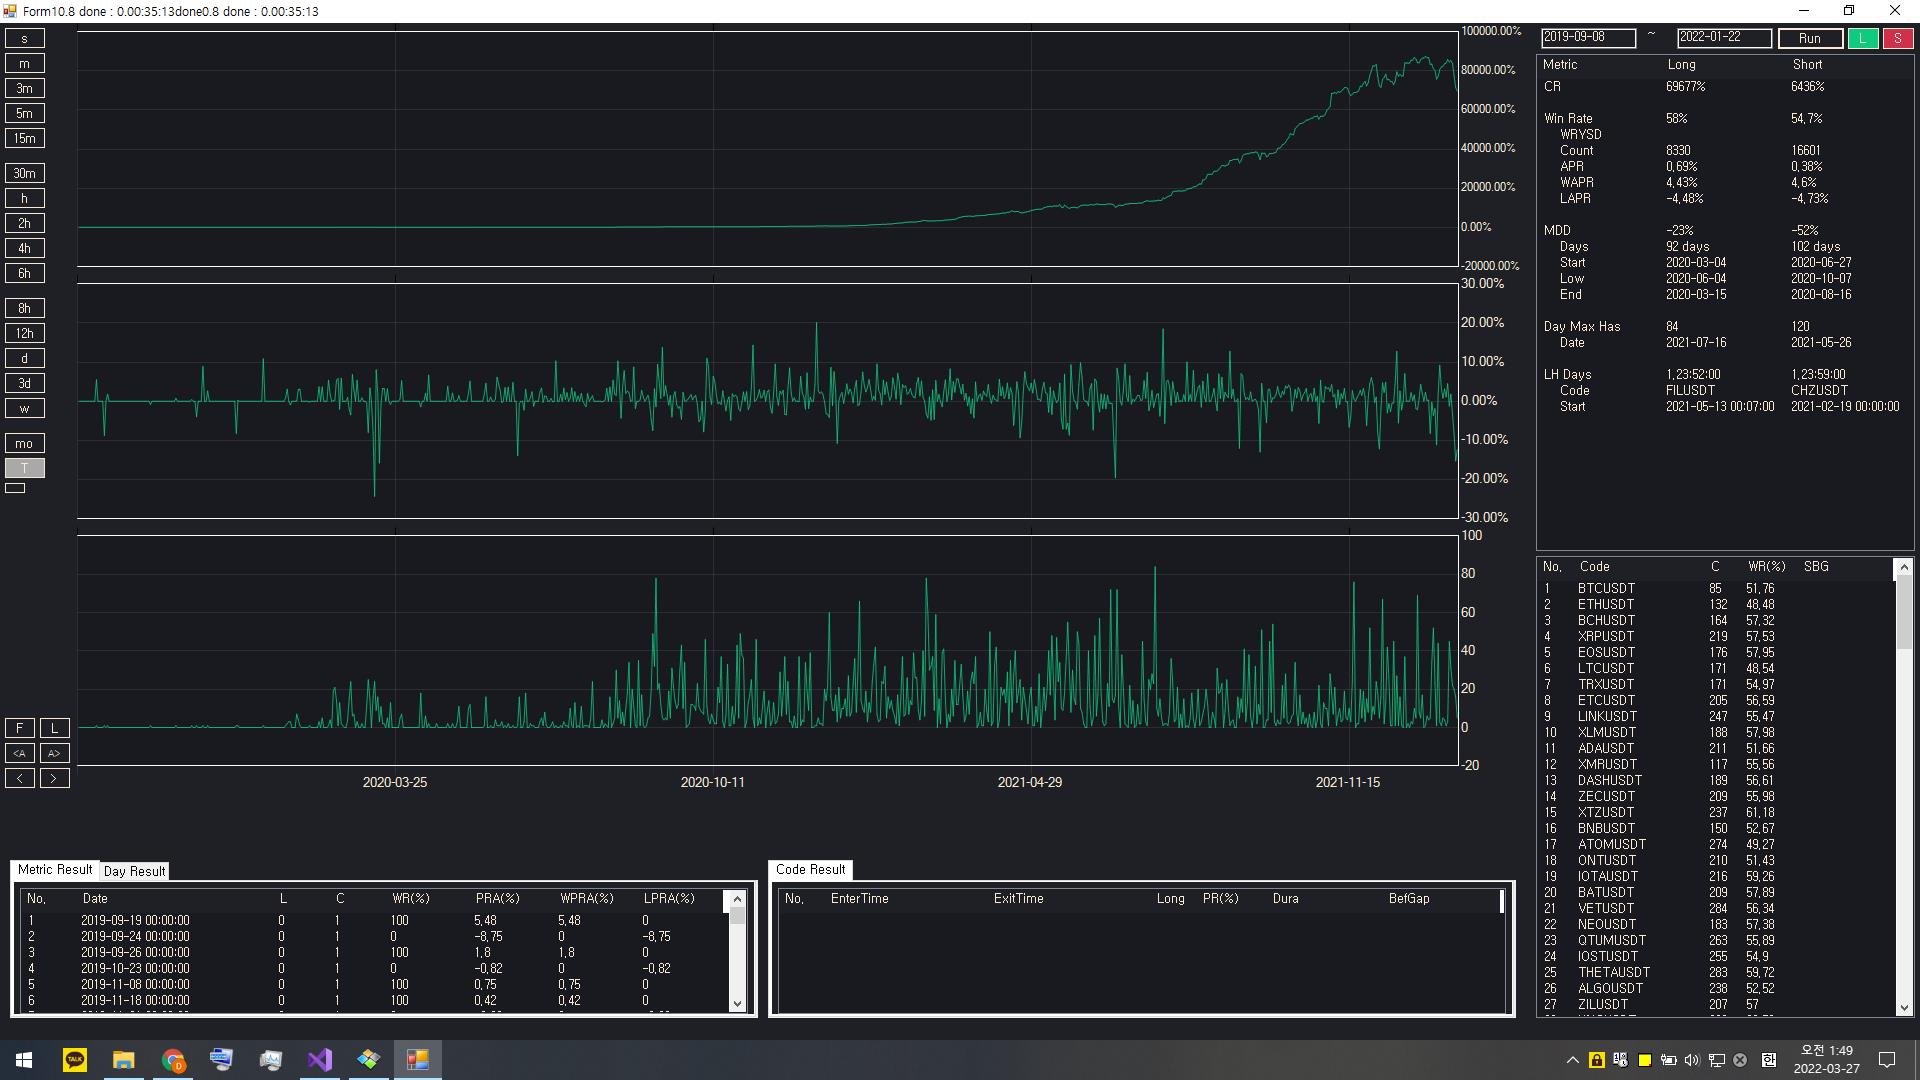 Form10.8 done : 0.00:35:13done0.8 done : 0.00:35:13
s
m
3m
5m
15m
30m
h
2h
4h
6h
8h
12h
d
3d
w
mo
T
F L
<A A>
< >
100000.00%
80000.00%
60000.00%
40000.00%
20000.00%
0.00%
-20000.00%
30.00%
20.00%
10.00%
0.00%
-10.00%
-20.00%
-30.00%
100
80
60
40
20
0
-20
2020-03-25 2020-10-11 2021-04-29 2021-11-15
2019-09-08 ~ 2022-01-22 Run L S
Metric Long Short
CR 69677% 6436%
Win Rate 58% 54,7%
WRYSD
Count 8330 16601
APR 0,69% 0,38%
WAPR 4,43% 4,6%
LAPR -4,48% -4,73%
MDD -23% -52%
Days 92 days 102 days
Start 2020-03-04 2020-06-27
Low 2020-06-04 2020-10-07
End 2020-03-15 2020-08-16
Day Max Has 84 120
Date 2021-07-16 2021-05-26
LH Days 1,23:52:00 1,23:59:00
Code FILUSDT CHZUSDT
Start 2021-05-13 00:07:00 2021-02-19 00:00:00
No, Code C WR(%) SBG
1 BTCUSDT 85 51,76
2 ETHUSDT 132 48,48
3 BCHUSDT 164 57,32
4 XRPUSDT 219 57,53
5 EOSUSDT 176 57,95
6 LTCUSDT 171 48,54
7 TRXUSDT 171 54,97
8 ETCUSDT 205 56,59
9 LINKUSDT 247 55,47
10 XLMUSDT 188 57,98
11 ADAUSDT 211 51,66
12 XMRUSDT 117 55,56
13 DASHUSDT 189 56,61
14 ZECUSDT 209 55,98
15 XTZUSDT 237 61,18
16 BNBUSDT 150 52,67
17 ATOMUSDT 274 49,27
18 ONTUSDT 210 51,43
19 IOTAUSDT 216 59,26
20 BATUSDT 209 57,89
21 VETUSDT 284 56,34
22 NEOUSDT 183 57,38
23 QTUMUSDT 263 55,89
24 IOSTUSDT 255 54,9
25 THETAUSDT 283 59,72
26 ALGOUSDT 238 52,52
27 ZILUSDT 207 57
Metric Result Day Result
No, Date L C WR(%) PRA(%) WPRA(%) LPRA(%)
1 2019-09-19 00:00:00 0 1 100 5,48 5,48 0
2 2019-09-24 00:00:00 0 1 0 -8,75 0 -8,75
3 2019-09-26 00:00:00 0 1 100 1,8 1,8 0
4 2019-10-23 00:00:00 0 1 0 -0,82 0 -0,82
5 2019-11-08 00:00:00 0 1 100 0,75 0,75 0
6 2019-11-18 00:00:00 0 1 100 0,42 0,42 0
Code Result
No, EnterTime ExitTime Long PR(%) Dura BefGap
TALK
오전 1:49
2022-03-27